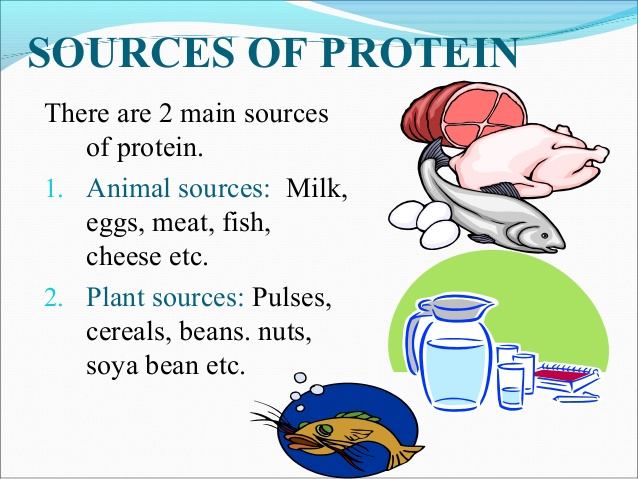 SOURCES OF PROTEIN
There are 2 main sources
of protein.
1. Animal sources: Milk,
eggs, meat, fish,
cheese etc.
2. Plant sources: Pulses,
cereals, beans. nuts,
soya bean etc.